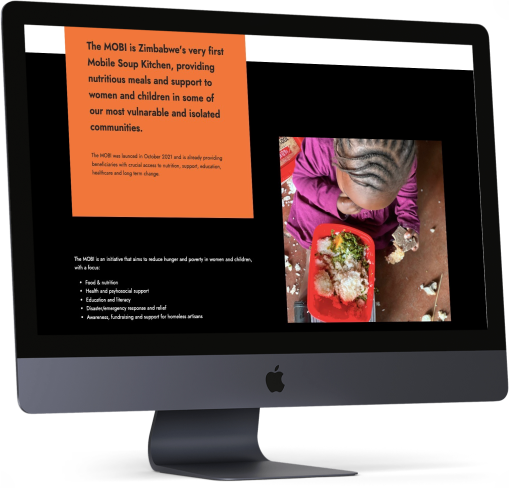 The MOBI is Zimbabwe's very first
Mobile Soup Kitchen, providing
nutritious meals and support to
women and children in some of
our most vulnarable and isolated
communities.
The MOBI was launced in October 2021 and is already providing
beneficiaries with crucial access to nutrition, support, education,
healthcare and long term change.
The MOBI is an initiative that aims to reduce hunger and poverty in women and children,
with a focus:
• Food & nutrition
• Health and psyhosocial support
• Education and literacy
• Disaster/emergency response and relief
• Awareness, fundraising and support for homeless artisans